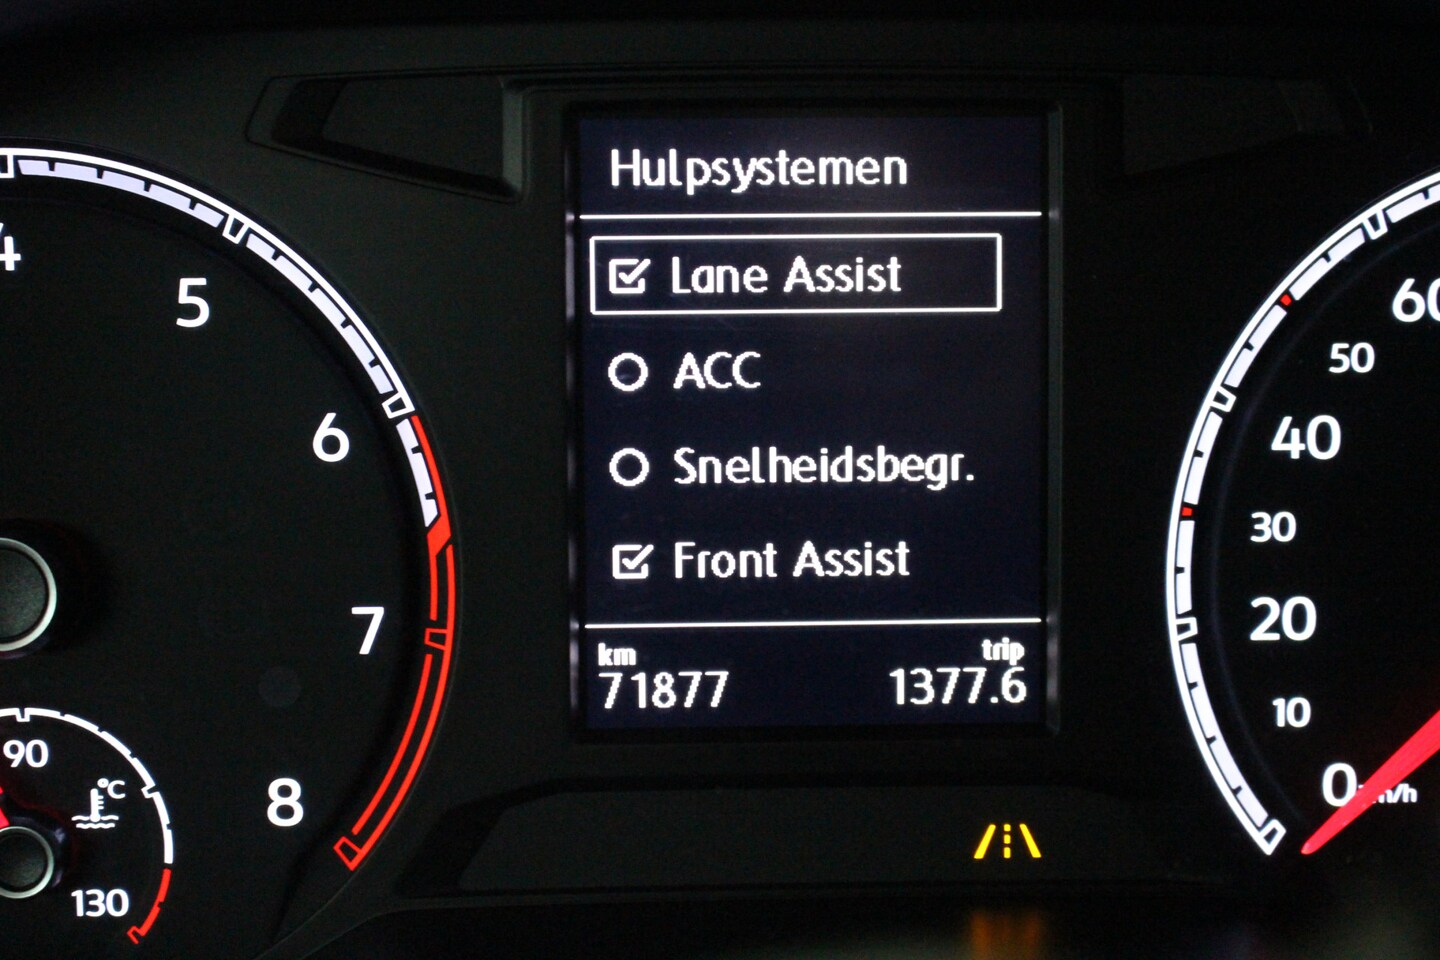 Hulpsystemen
Lane Assist
ACC
Snelheidsbegr.
Front Assist
km
trip
71877
1377.6
4
5
6
7
8
90
°C
130
60
50
40
30
20
10
0